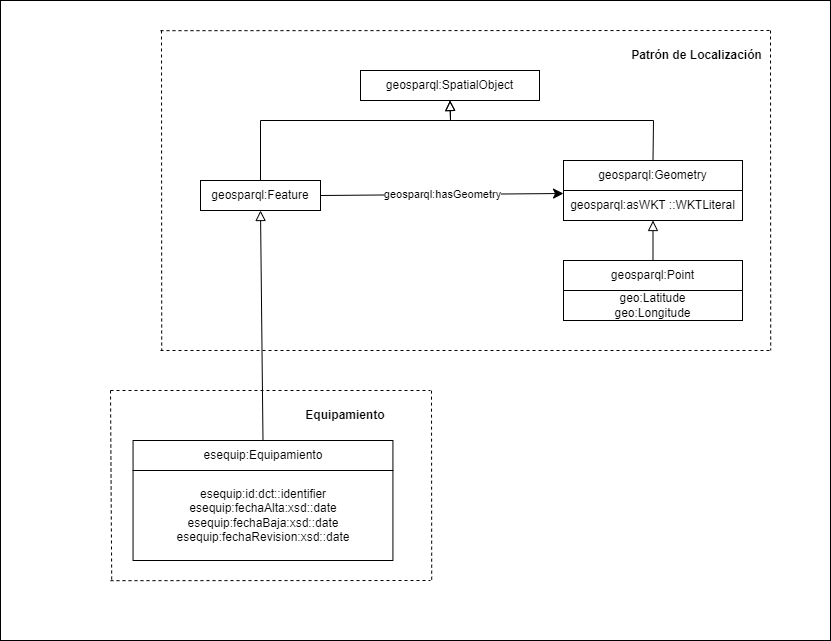 Patrón de Localización
geosparql:SpatialObject
geosparql:Feature
geosparql:hasGeometry
geosparql:Geometry
geosparql:asWKT ::WKTLiteral
geosparql:Point
geo:Latitude
geo:Longitude
Equipamiento
esequip:Equipamiento
esequip:id:dct::identifier
esequip:fechaAlta:xsd::date
esequip:fechaBaja:xsd::date
esequip:fechaRevision:xsd::date